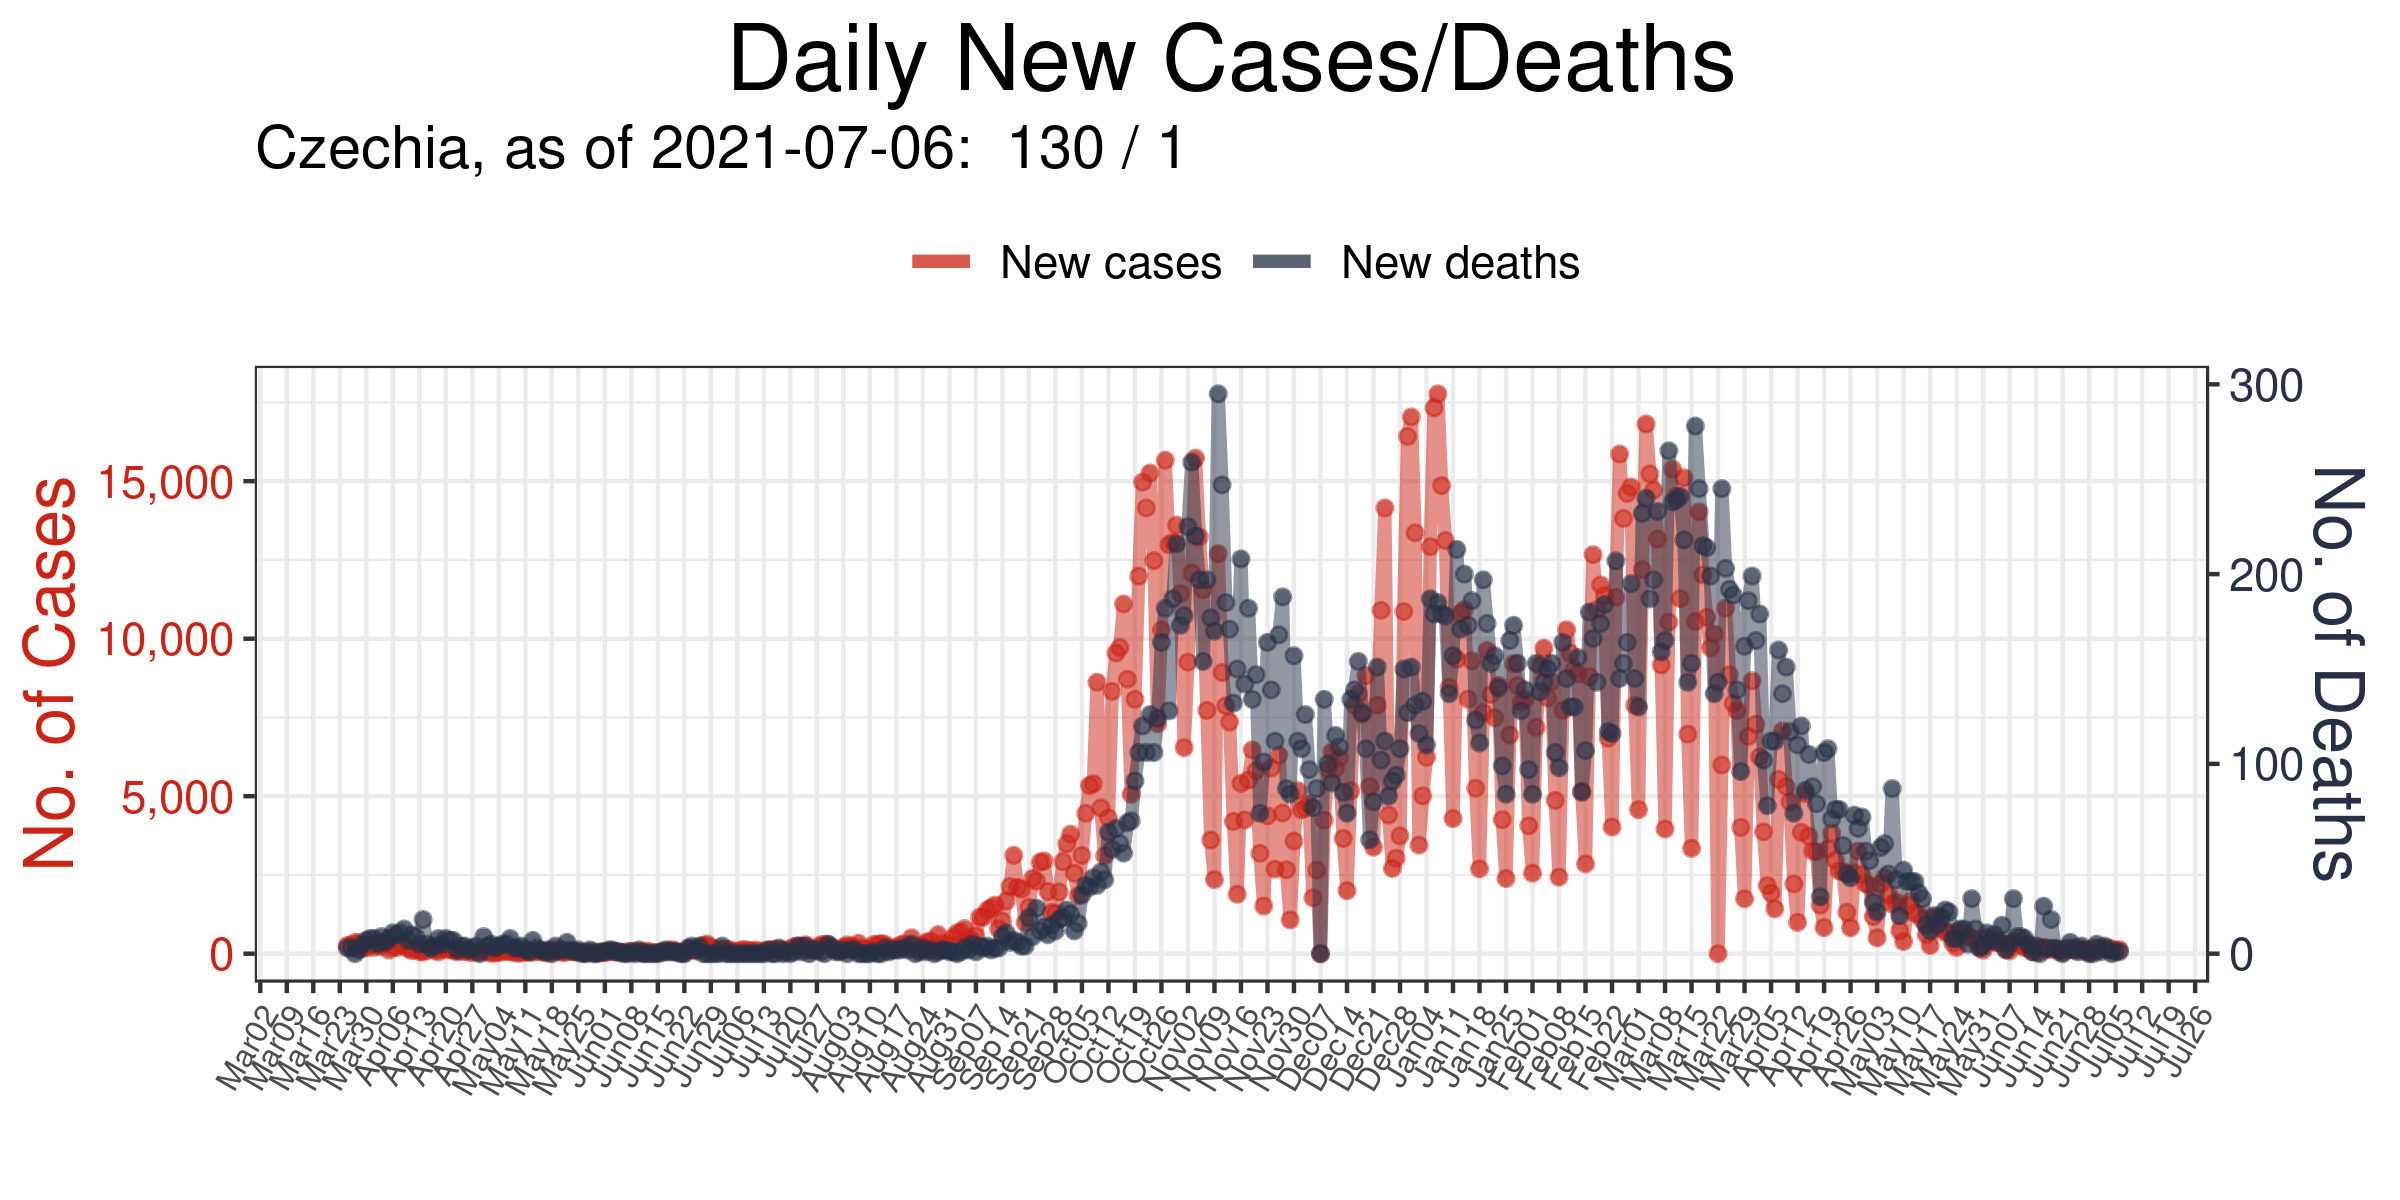 Daily New Cases/Deaths
Czechia, as of 2021-07-06: 130 / 1
New cases
New deaths
No. of Cases
15,000
10,000
5,000
0
300
200
100
0
No. of Deaths
Mar02
Mar09
Mar16
Mar23
Mar30
Apr06
Apr13
Apr20
Apr27
May04
May11
May18
May25
Jun01
Jun08
Jun15
Jun22
Jun29
Jul06
Jul13
Jul20
Jul27
Aug03
Aug10
Aug17
Aug24
Aug31
Sep07
Sep14
Sep21
Sep28
Oct05
Oct12
Oct19
Oct26
Nov02
Nov09
Nov16
Nov23
Nov30
Dec07
Dec14
Dec21
Dec28
Jan04
Jan11
Jan18
Jan25
Feb01
Feb08
Feb15
Feb22
Mar01
Mar08
Mar15
Mar22
Mar29
Apr05
Apr12
Apr19
Apr26
May03
May10
May17
May24
May31
Jun07
Jun14
Jun21
Jun28
Jul05
Jul12
Jul19
Jul26